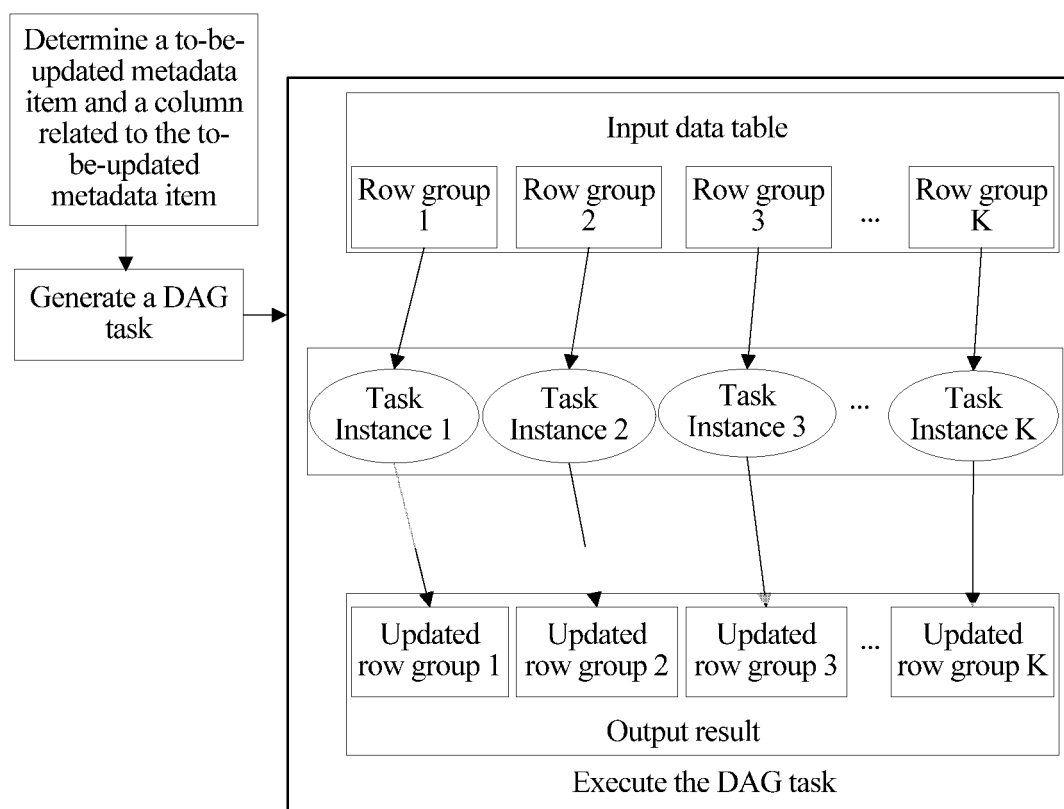 Determine a to-be-
updated metadata
item and a column
related to the to-
be-updated
metadata item
Generate a DAG
task
Input data table
Row group
1
Row group
2
Row group
3
...
Row group
K
Task
Instance 1
Task
Instance 2
Task
Instance 3
...
Task
Instance K
Updated
row group 1
Updated
row group 2
Updated
row group 3
...
Updated
row group K
Output result
Execute the DAG task